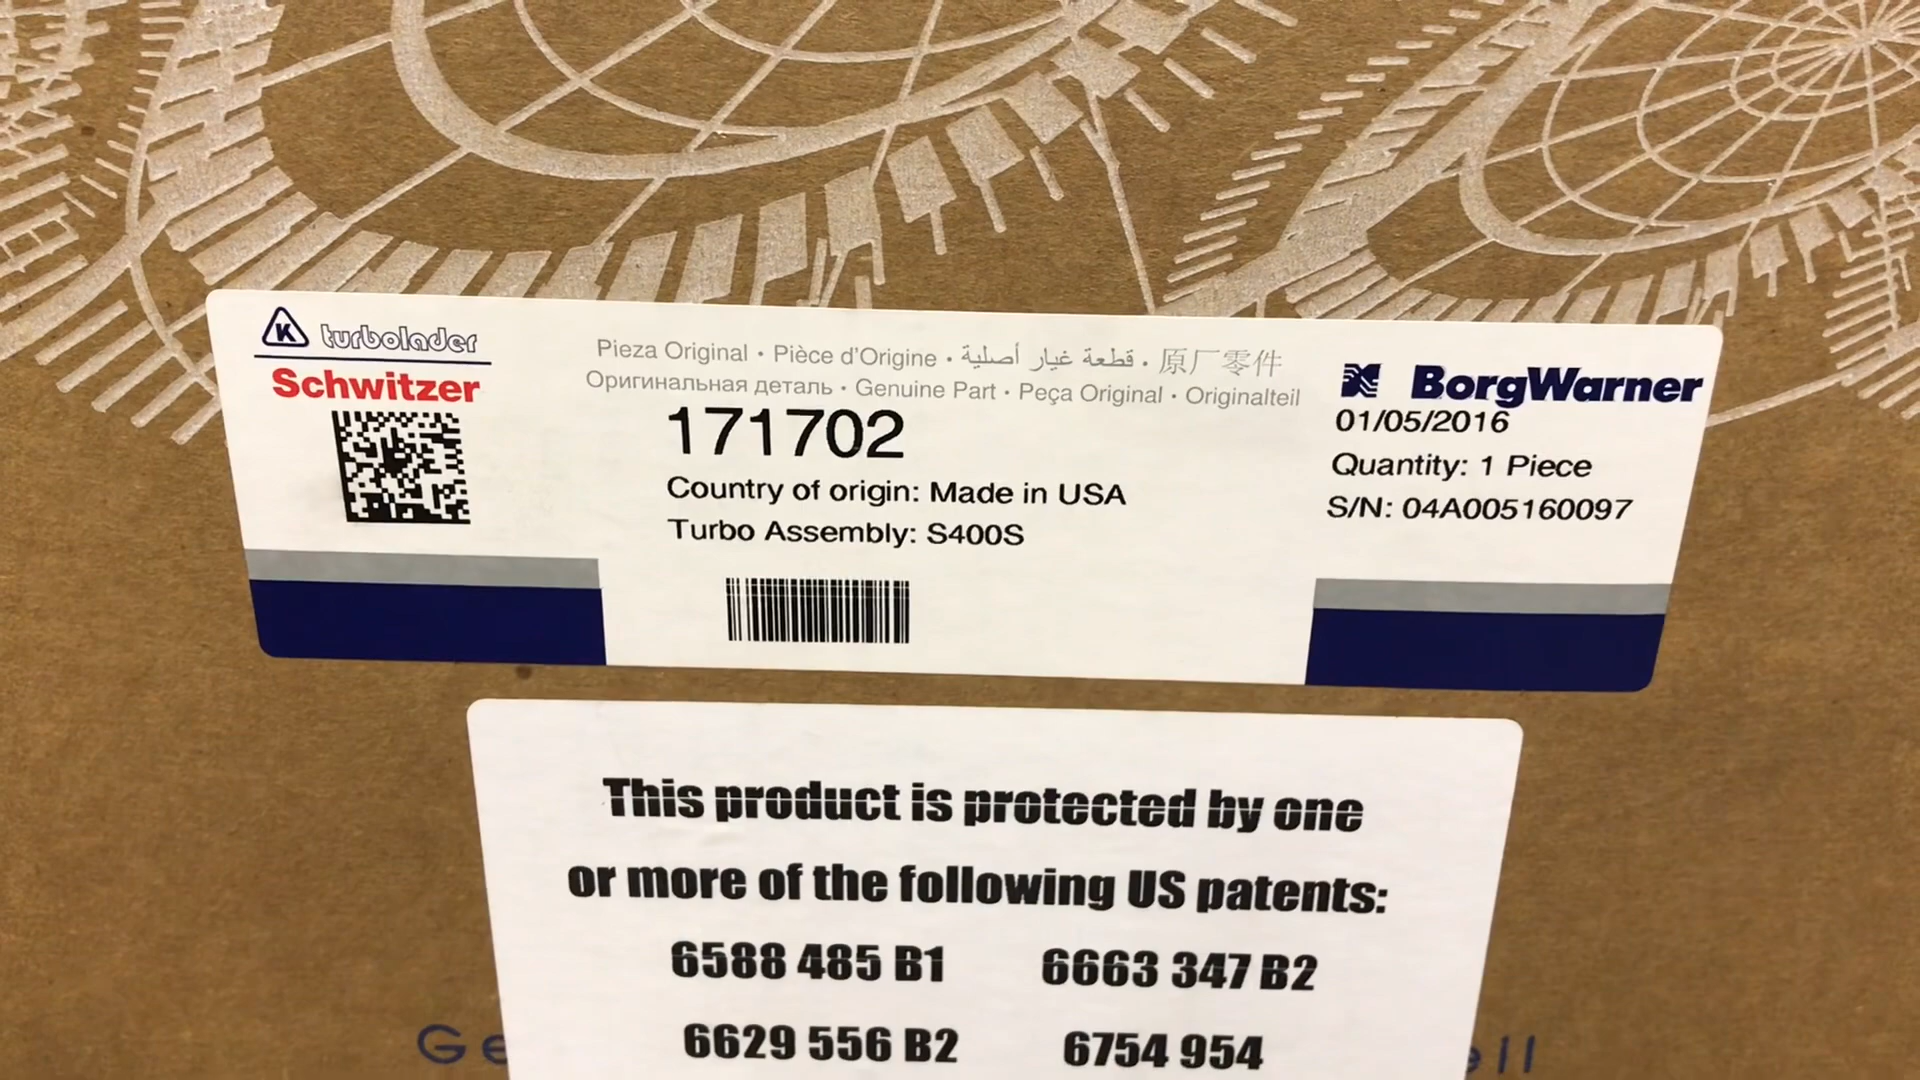 K turbolader
Schwitzer
Pieza Original · Pièce d'Origine · قطعة غيار أصلية · 原厂零件
Оригинальная деталь · Genuine Part · Peça Original · Originalteil
171702
Country of origin: Made in USA
Turbo Assembly: S400S
BorgWarner
01/05/2016
Quantity: 1 Piece
S/N: 04A005160097
This product is protected by one
or more of the following US patents:
6588 485 B1 6663 347 B2
6629 556 B2 6754 954